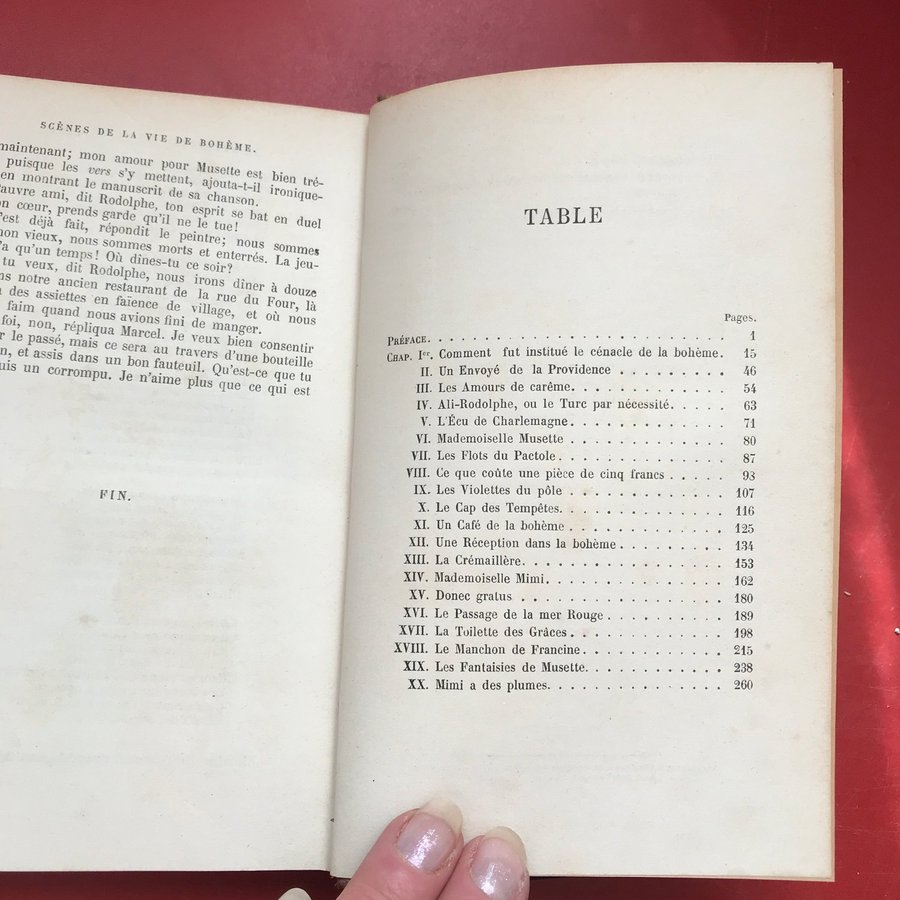 SCÈNES DE LA VIE DE BOHÈME.
maintenant; mon amour pour Musette est bien tré-
puisque les vers s'y mettent, ajouta-t-il ironique-
en montrant le manuscrit de sa chanson.
auvre ami, dit Rodolphe, ton esprit se bat en duel
on cœur, prends garde qu'il ne le tue!
'est déjà fait, répondit le peintre; nous sommes
mon vieux, nous sommes morts et enterrés. La jeu-
'a qu'un temps! Où dînes-tu ce soir?
tu veux, dit Rodolphe, nous irons dîner à douze
ns notre ancien restaurant de la rue du Four, là
a des assiettes en faïence de village, et où nous
faim quand nous avions fini de manger.
foi, non, répliqua Marcel. Je veux bien consentir
r le passé, mais ce sera au travers d'une bouteille
n, et assis dans un bon fauteuil. Qu'est-ce que tu
uis un corrompu. Je n'aime plus que ce qui est
FIN.
TABLE
Pages.
PRÉFACE. 1
CHAP. Ier. Comment fut institué le cénacle de la bohème. 15
II. Un Envoyé de la Providence 46
III. Les Amours de carême. 54
IV. Ali-Rodolphe, ou le Turc par nécessité. 63
V. L'Écu de Charlemagne. 71
VI. Mademoiselle Musette 80
VII. Les Flots du Pactole. 87
VIII. Ce que coûte une pièce de cinq francs 93
IX. Les Violettes du pôle 107
X. Le Cap des Tempêtes. 116
XI. Un Café de la bohème 125
XII. Une Réception dans la bohème 134
XIII. La Crémaillère. 153
XIV. Mademoiselle Mimi. 162
XV. Donec gratus 180
XVI. Le Passage de la mer Rouge 189
XVII. La Toilette des Grâces. 198
XVIII. Le Manchon de Francine 215
XIX. Les Fantaisies de Musette. 238
XX. Mimi a des plumes. 260